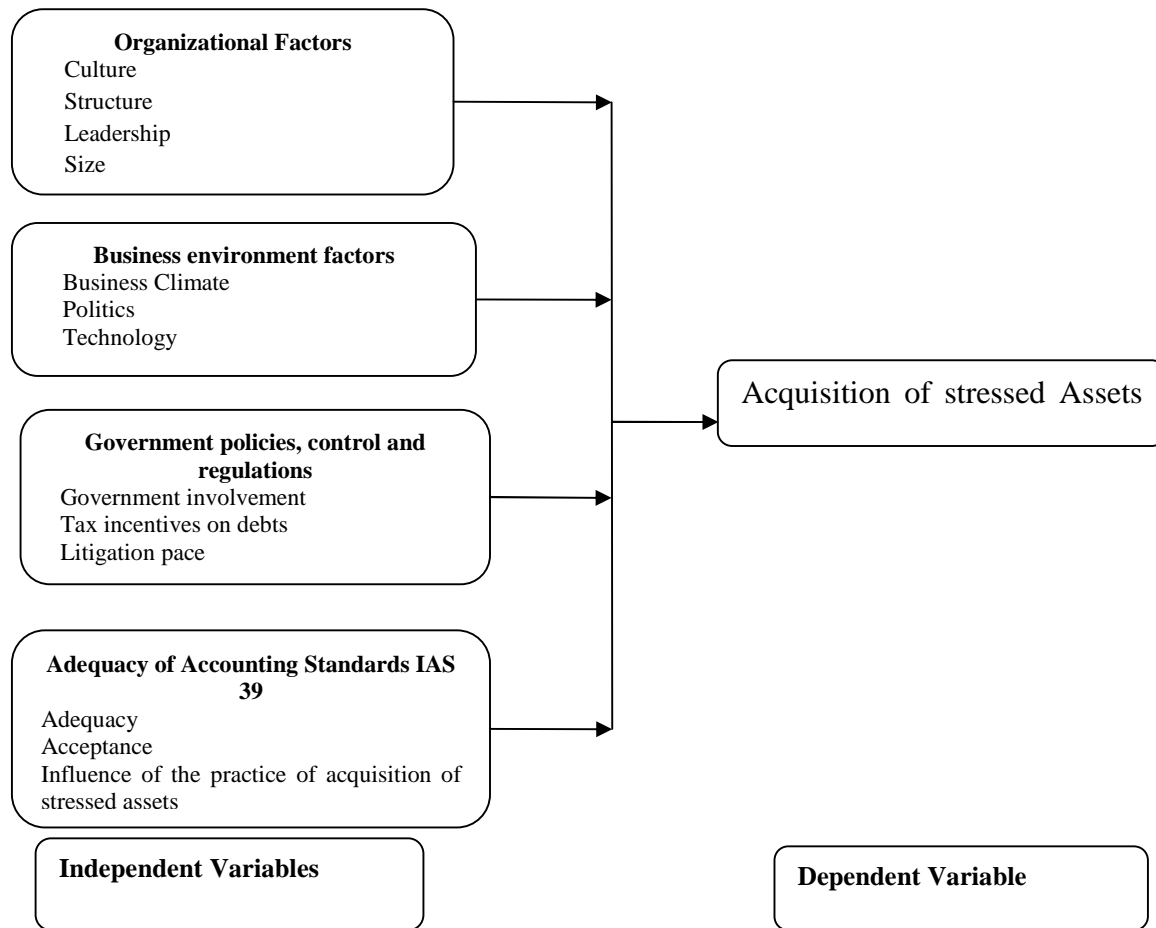 Organizational Factors
Culture
Structure
Leadership
Size
Business environment factors
Business Climate
Politics
Technology
Government policies, control and
regulations
Government involvement
Tax incentives on debts
Litigation pace
Adequacy of Accounting Standards IAS
39
Adequacy
Acceptance
Influence of the practice of acquisition of
stressed assets
Independent Variables
Acquisition of stressed Assets
Dependent Variable